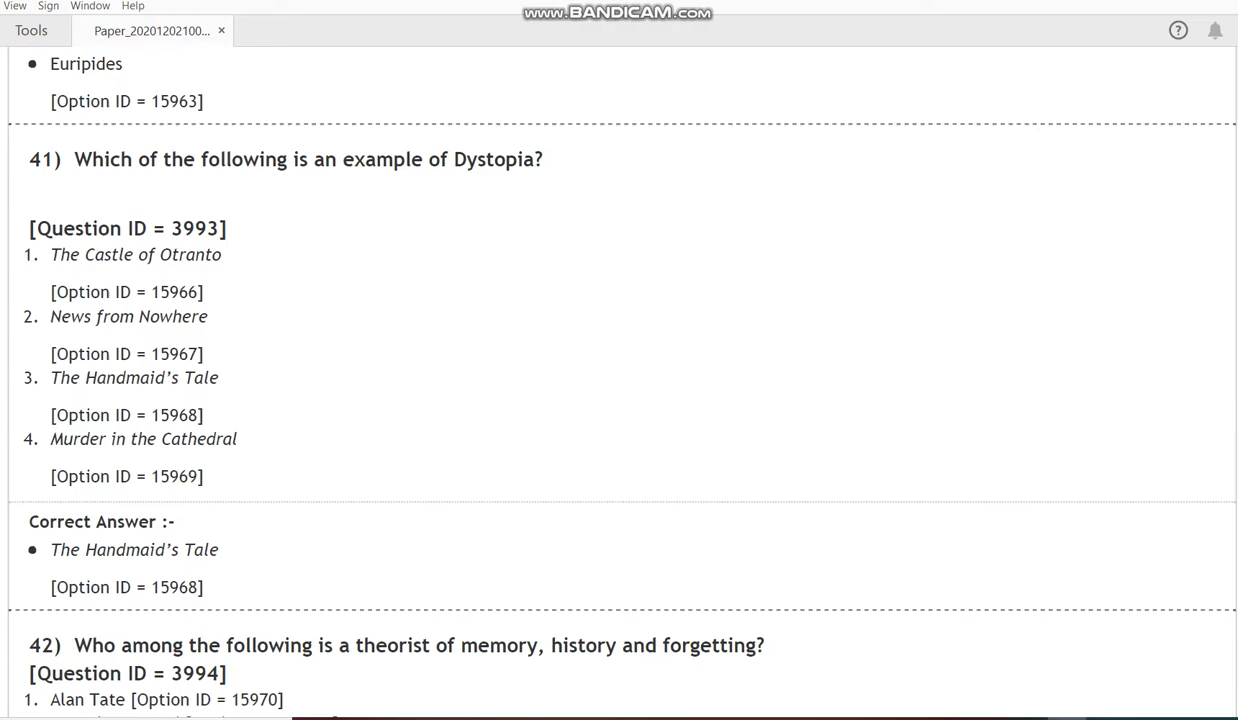 View Sign Window Help
www.BANDICAM.com
Tools Paper_20201202100... ×
• Euripides
[Option ID = 15963]
41) Which of the following is an example of Dystopia?
[Question ID = 3993]
1. The Castle of Otranto
[Option ID = 15966]
2. News from Nowhere
[Option ID = 15967]
3. The Handmaid’s Tale
[Option ID = 15968]
4. Murder in the Cathedral
[Option ID = 15969]
Correct Answer :-
• The Handmaid’s Tale
[Option ID = 15968]
42) Who among the following is a theorist of memory, history and forgetting?
[Question ID = 3994]
1. Alan Tate [Option ID = 15970]